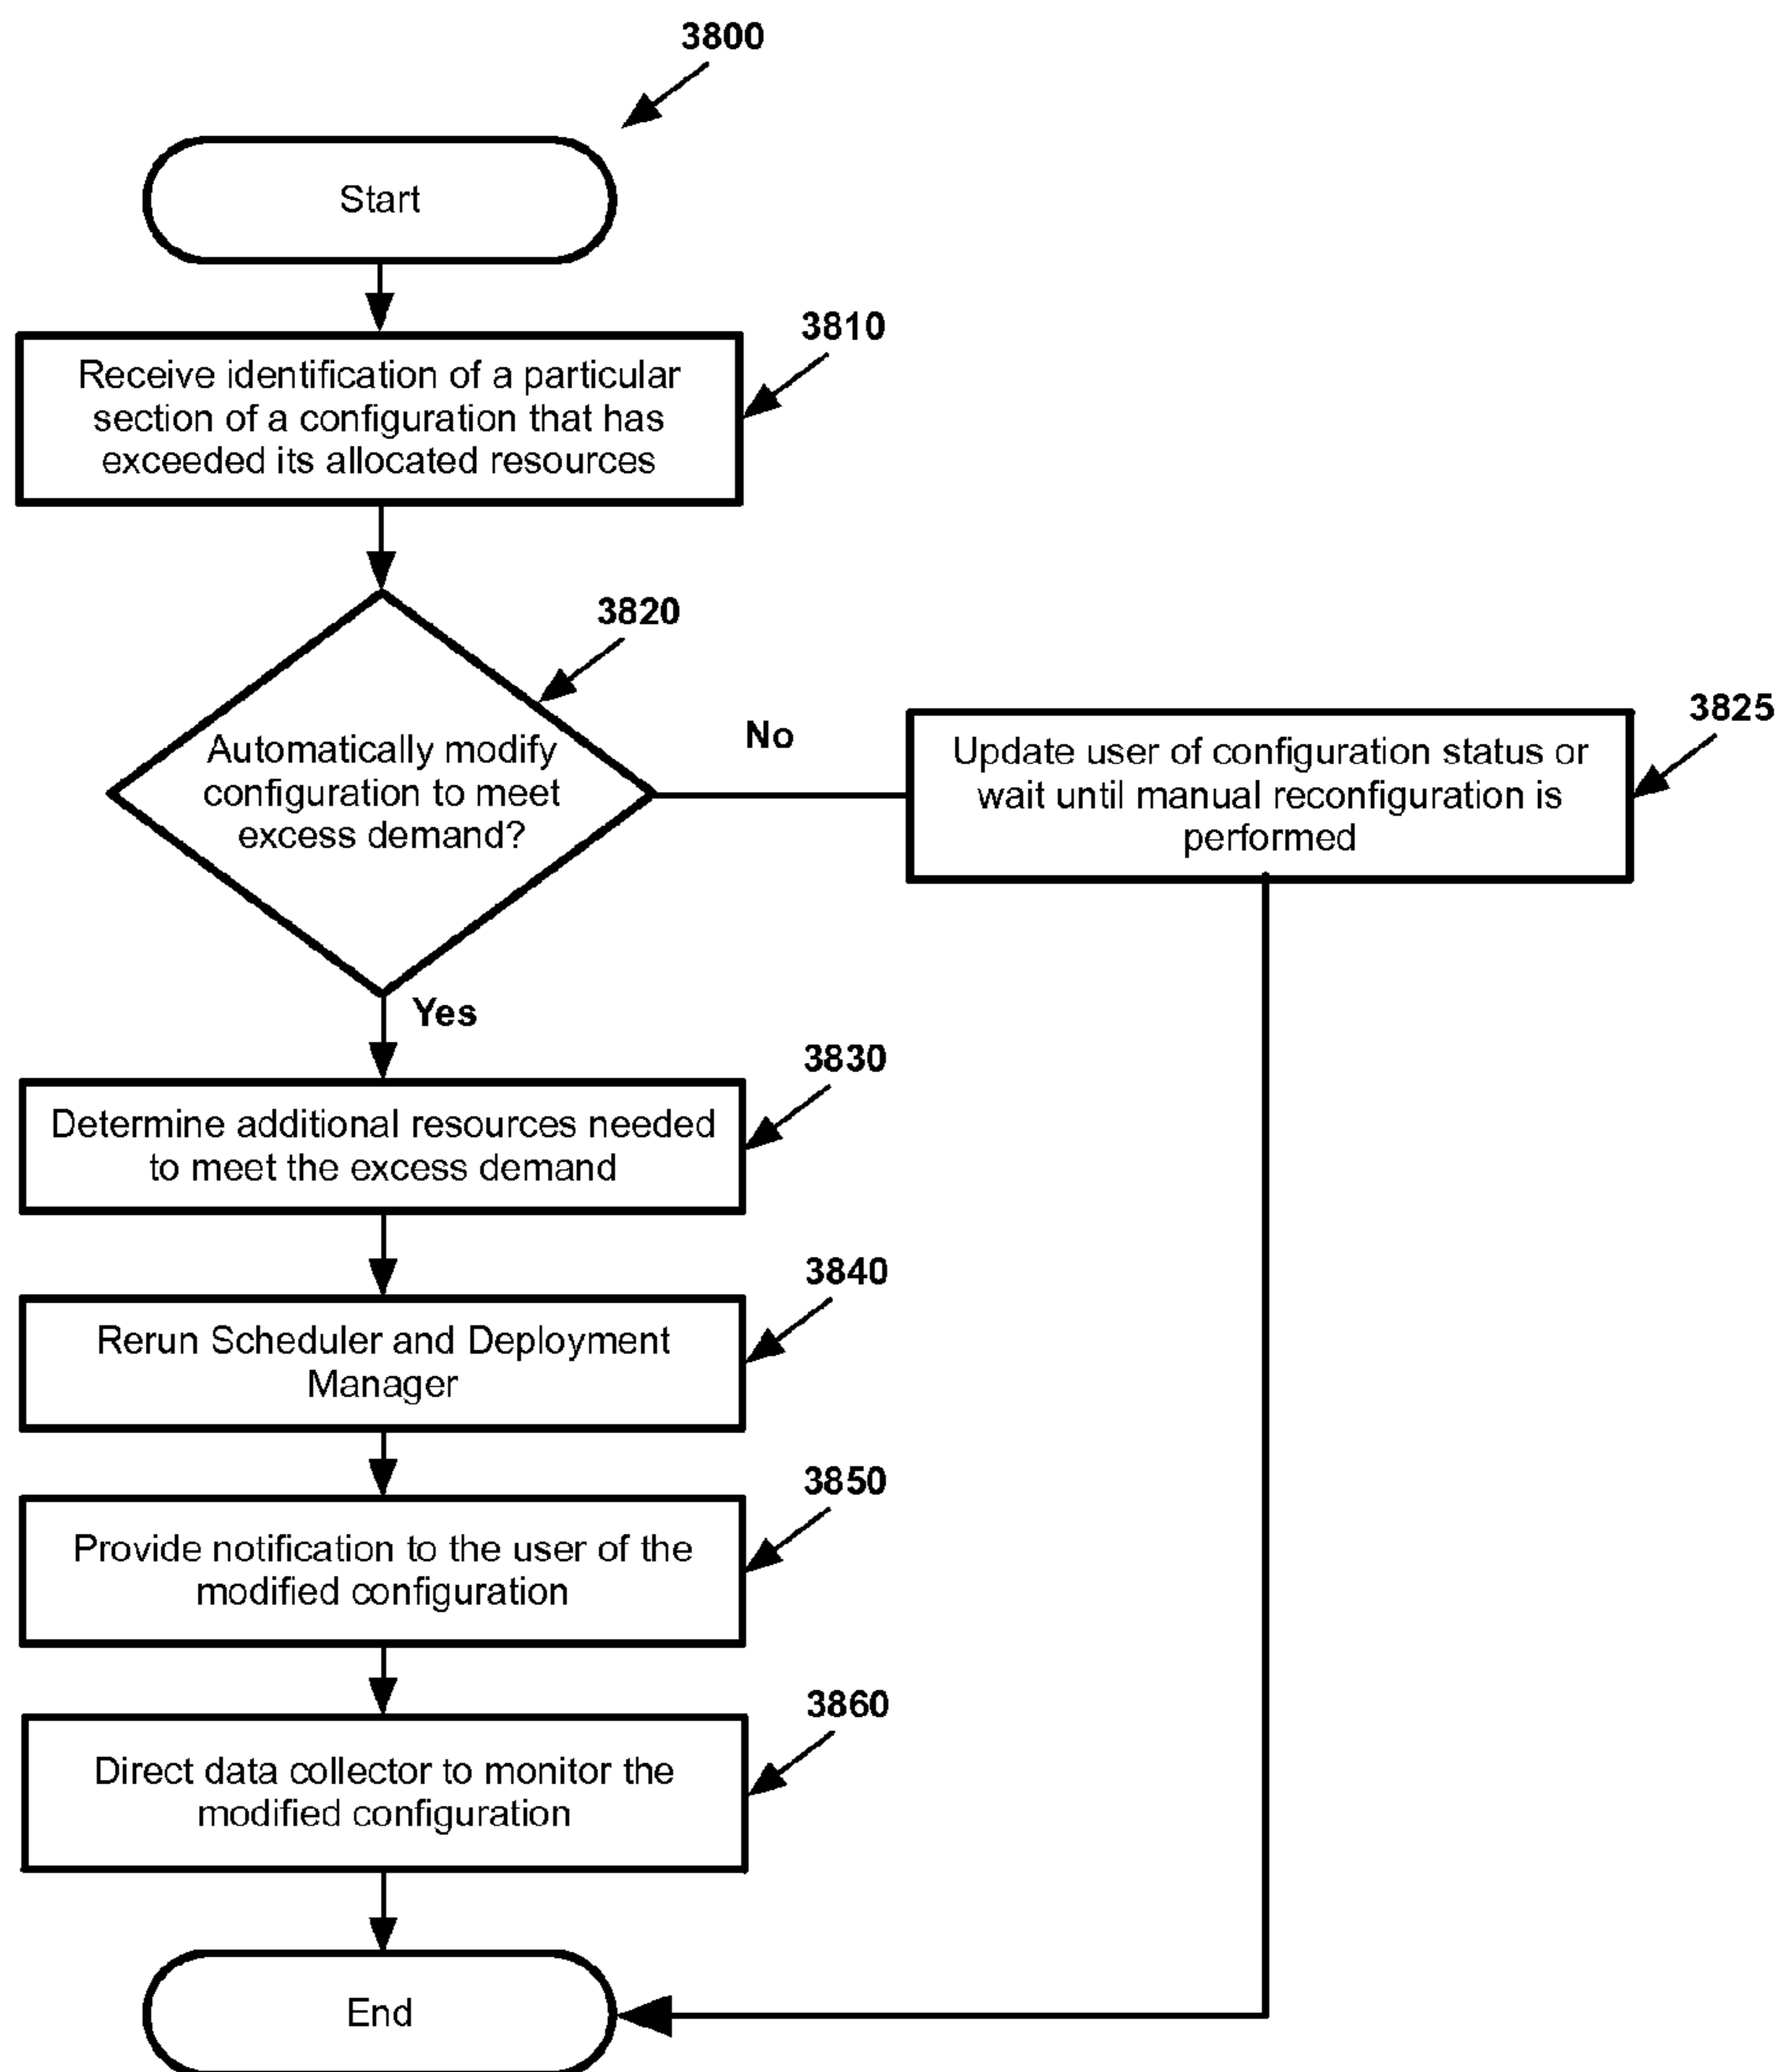 3800
Start
3810
Receive identification of a particular
section of a configuration that has
exceeded its allocated resources
3820
Automatically modify
configuration to meet
excess demand?
No
3825
Update user of configuration status or
wait until manual reconfiguration is
performed
Yes
3830
Determine additional resources needed
to meet the excess demand
3840
Rerun Scheduler and Deployment
Manager
3850
Provide notification to the user of the
modified configuration
3860
Direct data collector to monitor the
modified configuration
End